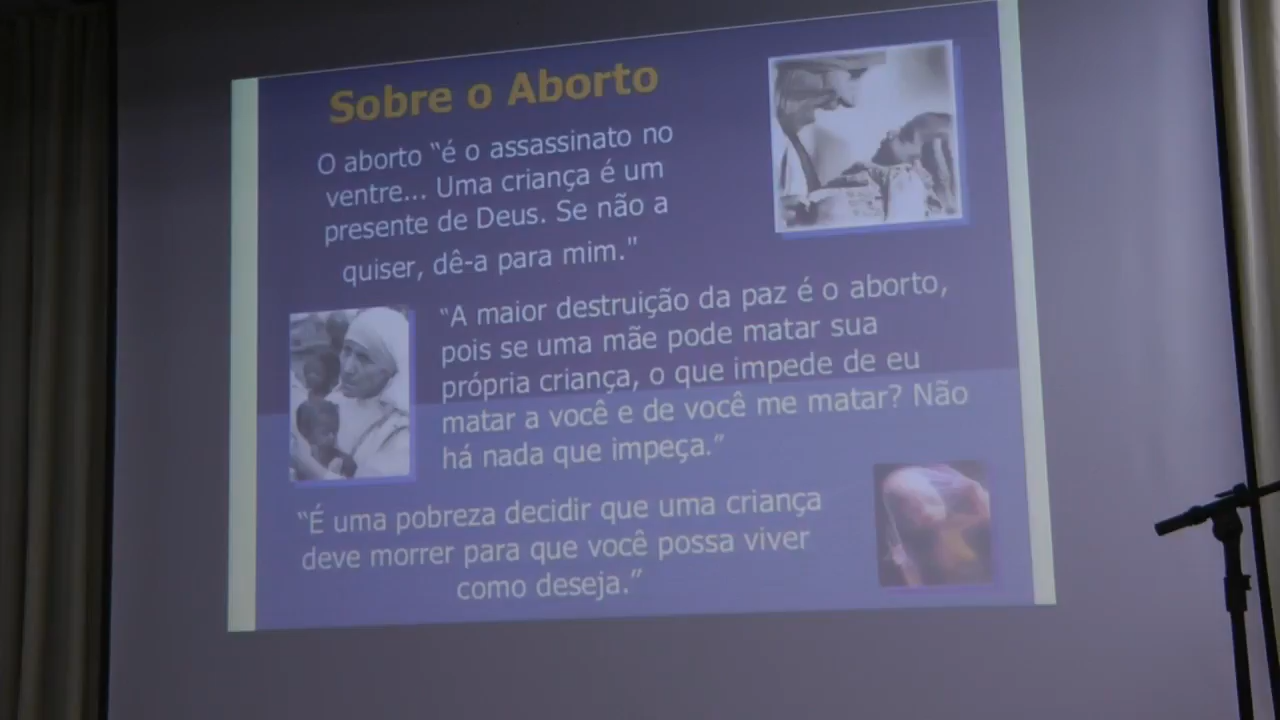 Sobre o Aborto
O aborto “é o assassinato no
ventre... Uma criança é um
presente de Deus. Se não a
quiser, dê-a para mim."
“A maior destruição da paz é o aborto,
pois se uma mãe pode matar sua
própria criança, o que impede de eu
matar a você e de você me matar? Não
há nada que impeça.”
“É uma pobreza decidir que uma criança
deve morrer para que você possa viver
como deseja.”